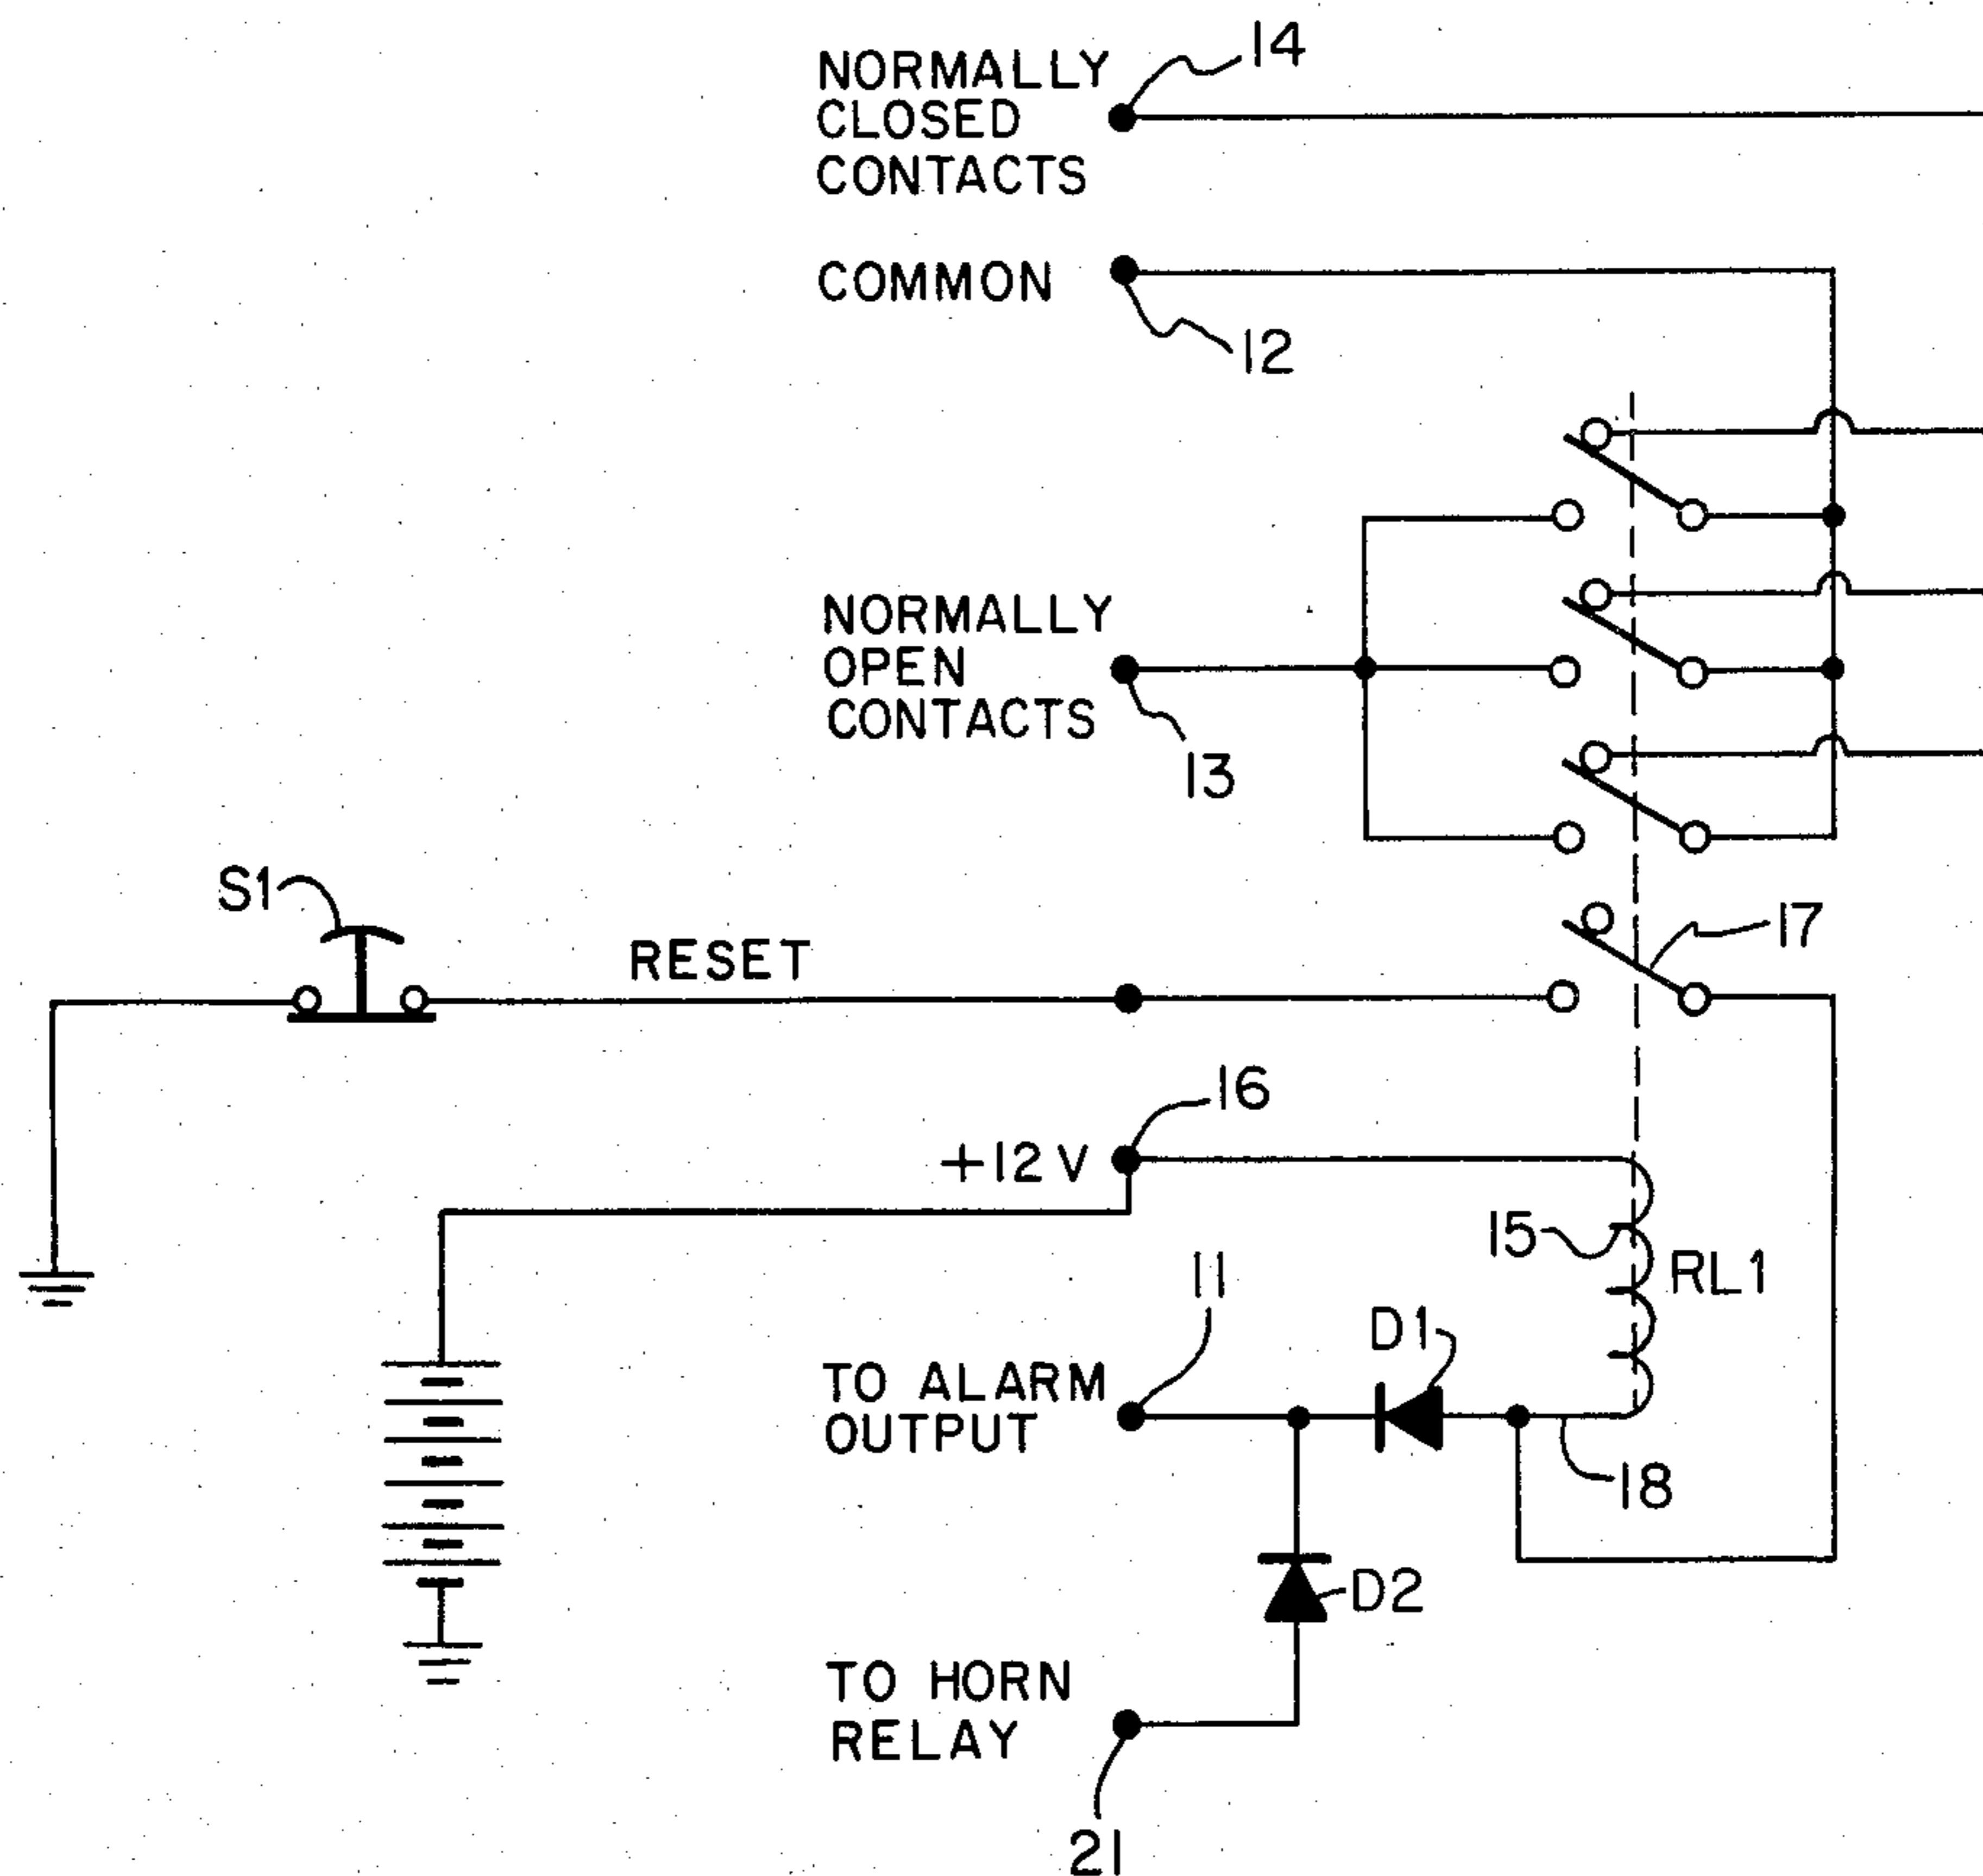 14
NORMALLY
CLOSED
CONTACTS
COMMON
12
NORMALLY
OPEN
CONTACTS
13
S1
RESET
17
16
+12V
15
RL1
11
D1
TO ALARM
OUTPUT
18
D2
TO HORN
RELAY
21